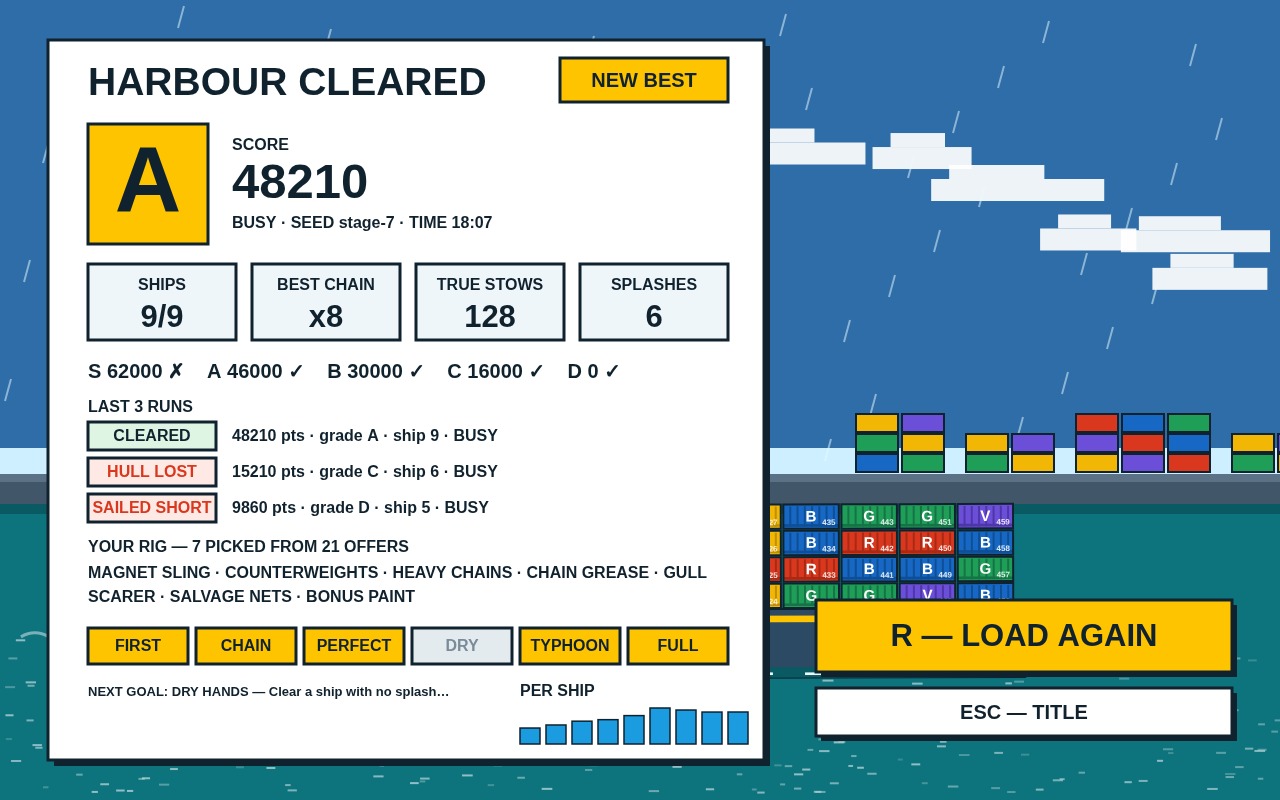 HARBOUR CLEARED
NEW BEST
A
SCORE
48210
BUSY · SEED stage-7 · TIME 18:07
SHIPS
9/9
BEST CHAIN
x8
TRUE STOWS
128
SPLASHES
6
S 62000 ✗ A 46000 ✓ B 30000 ✓ C 16000 ✓ D 0 ✓
LAST 3 RUNS
CLEARED 48210 pts · grade A · ship 9 · BUSY
HULL LOST 15210 pts · grade C · ship 6 · BUSY
SAILED SHORT 9860 pts · grade D · ship 5 · BUSY
YOUR RIG — 7 PICKED FROM 21 OFFERS
MAGNET SLING · COUNTERWEIGHTS · HEAVY CHAINS · CHAIN GREASE · GULL
SCARER · SALVAGE NETS · BONUS PAINT
FIRST CHAIN PERFECT DRY TYPHOON FULL
NEXT GOAL: DRY HANDS — Clear a ship with no splash…
PER SHIP
B 435 G 443 G 451 V 459
B 434 R 442 R 450 B 458
R 433 B 441 B 449 G 457
G G V B
R — LOAD AGAIN
ESC — TITLE